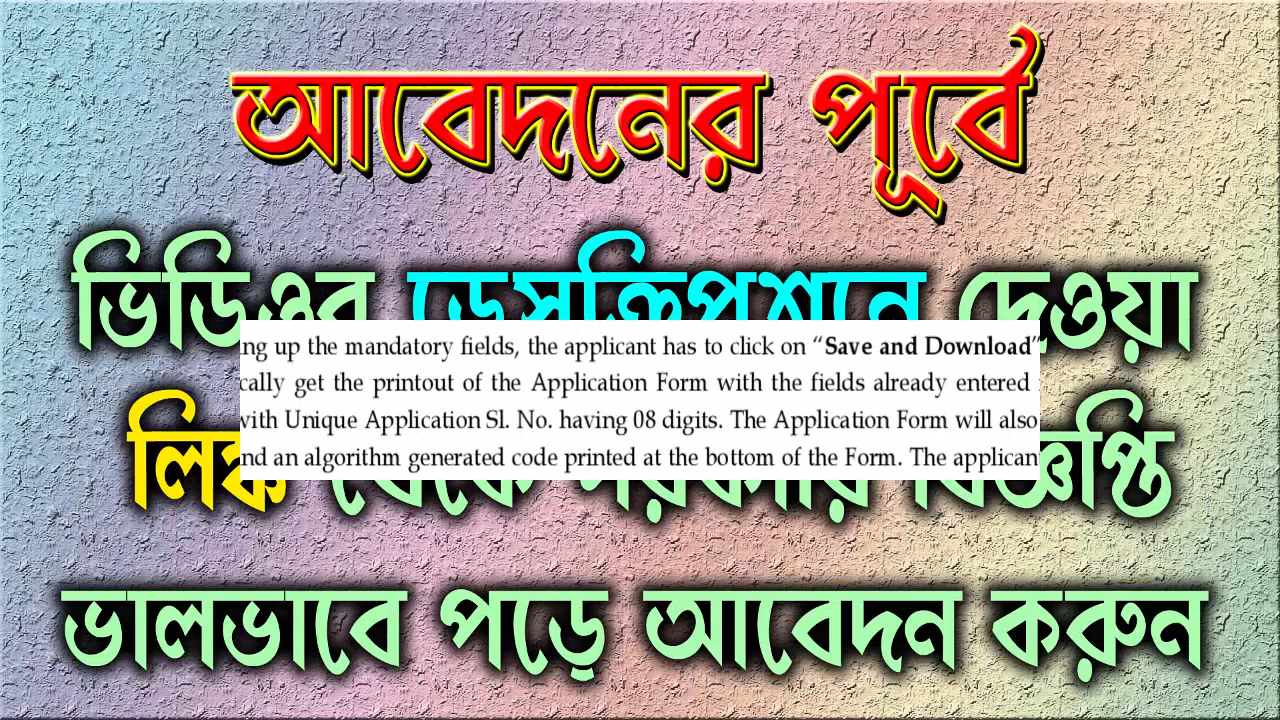 আবেদনের পূর্বে
ভিডিওর ডেসক্রিপশনে দেওয়া
ng up the mandatory fields, the applicant has to click on “Save and Download”
cally get the printout of the Application Form with the fields already entered
with Unique Application Sl. No. having 08 digits. The Application Form will also
nd an algorithm generated code printed at the bottom of the Form. The applican
লিঙ্ক থেকে বিজ্ঞপ্তি
ভালভাবে পড়ে আবেদন করুন